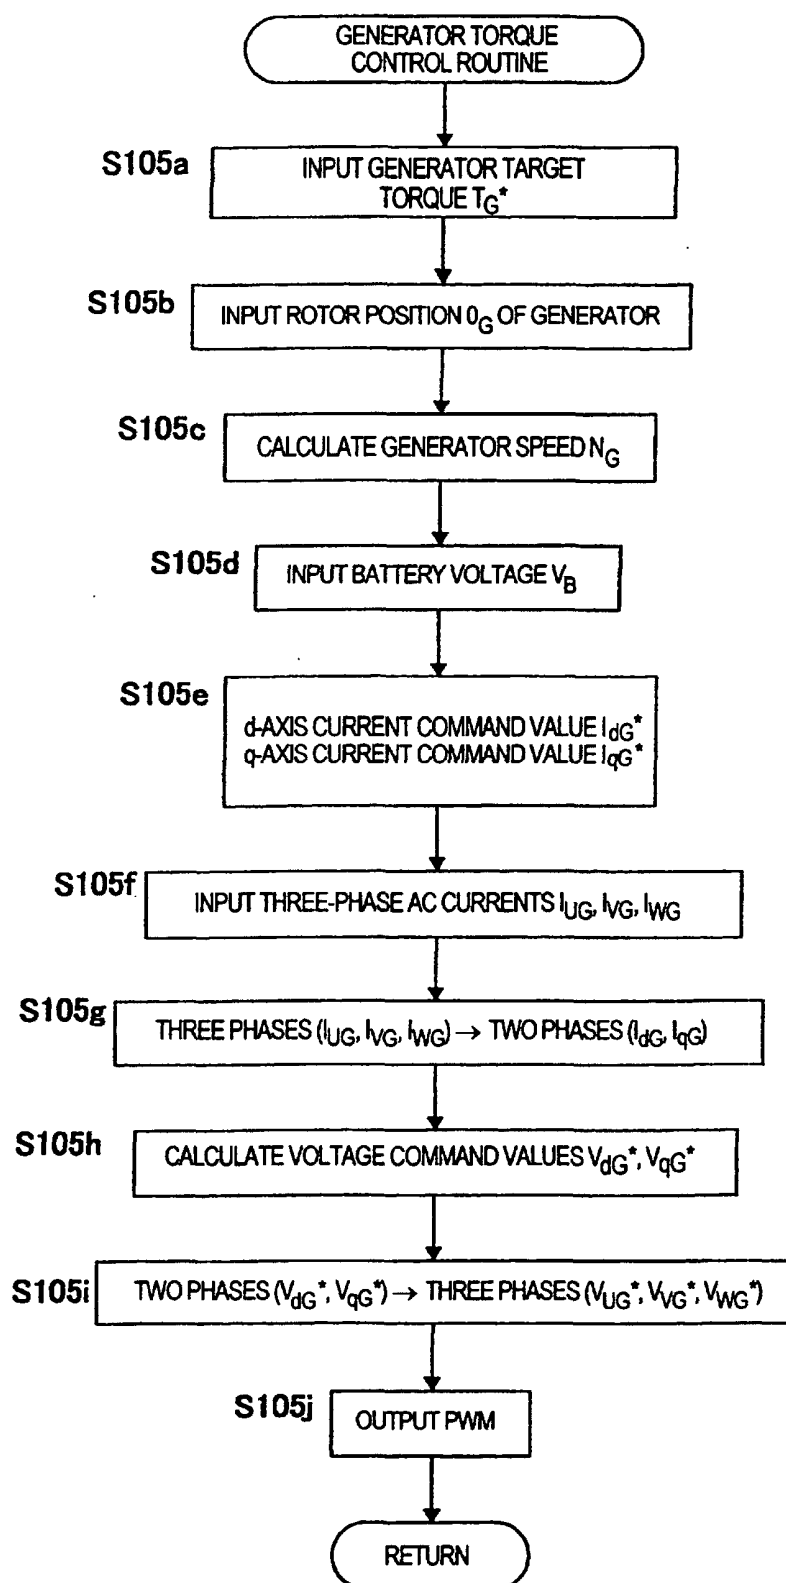 GENERATOR TORQUE
CONTROL ROUTINE
S105a
INPUT GENERATOR TARGET
TORQUE TG*
S105b
INPUT ROTOR POSITION 0G OF GENERATOR
S105c
CALCULATE GENERATOR SPEED NG
S105d
INPUT BATTERY VOLTAGE VB
S105e
d-AXIS CURRENT COMMAND VALUE IdG*
q-AXIS CURRENT COMMAND VALUE IqG*
S105f
INPUT THREE-PHASE AC CURRENTS IUG, IVG, IWG
S105g
THREE PHASES (IUG, IVG, IWG) → TWO PHASES (IdG, IqG)
S105h
CALCULATE VOLTAGE COMMAND VALUES VdG*, VqG*
S105i
TWO PHASES (VdG*, VqG*) → THREE PHASES (VUG*, VVG*, VWG*)
S105j
OUTPUT PWM
RETURN